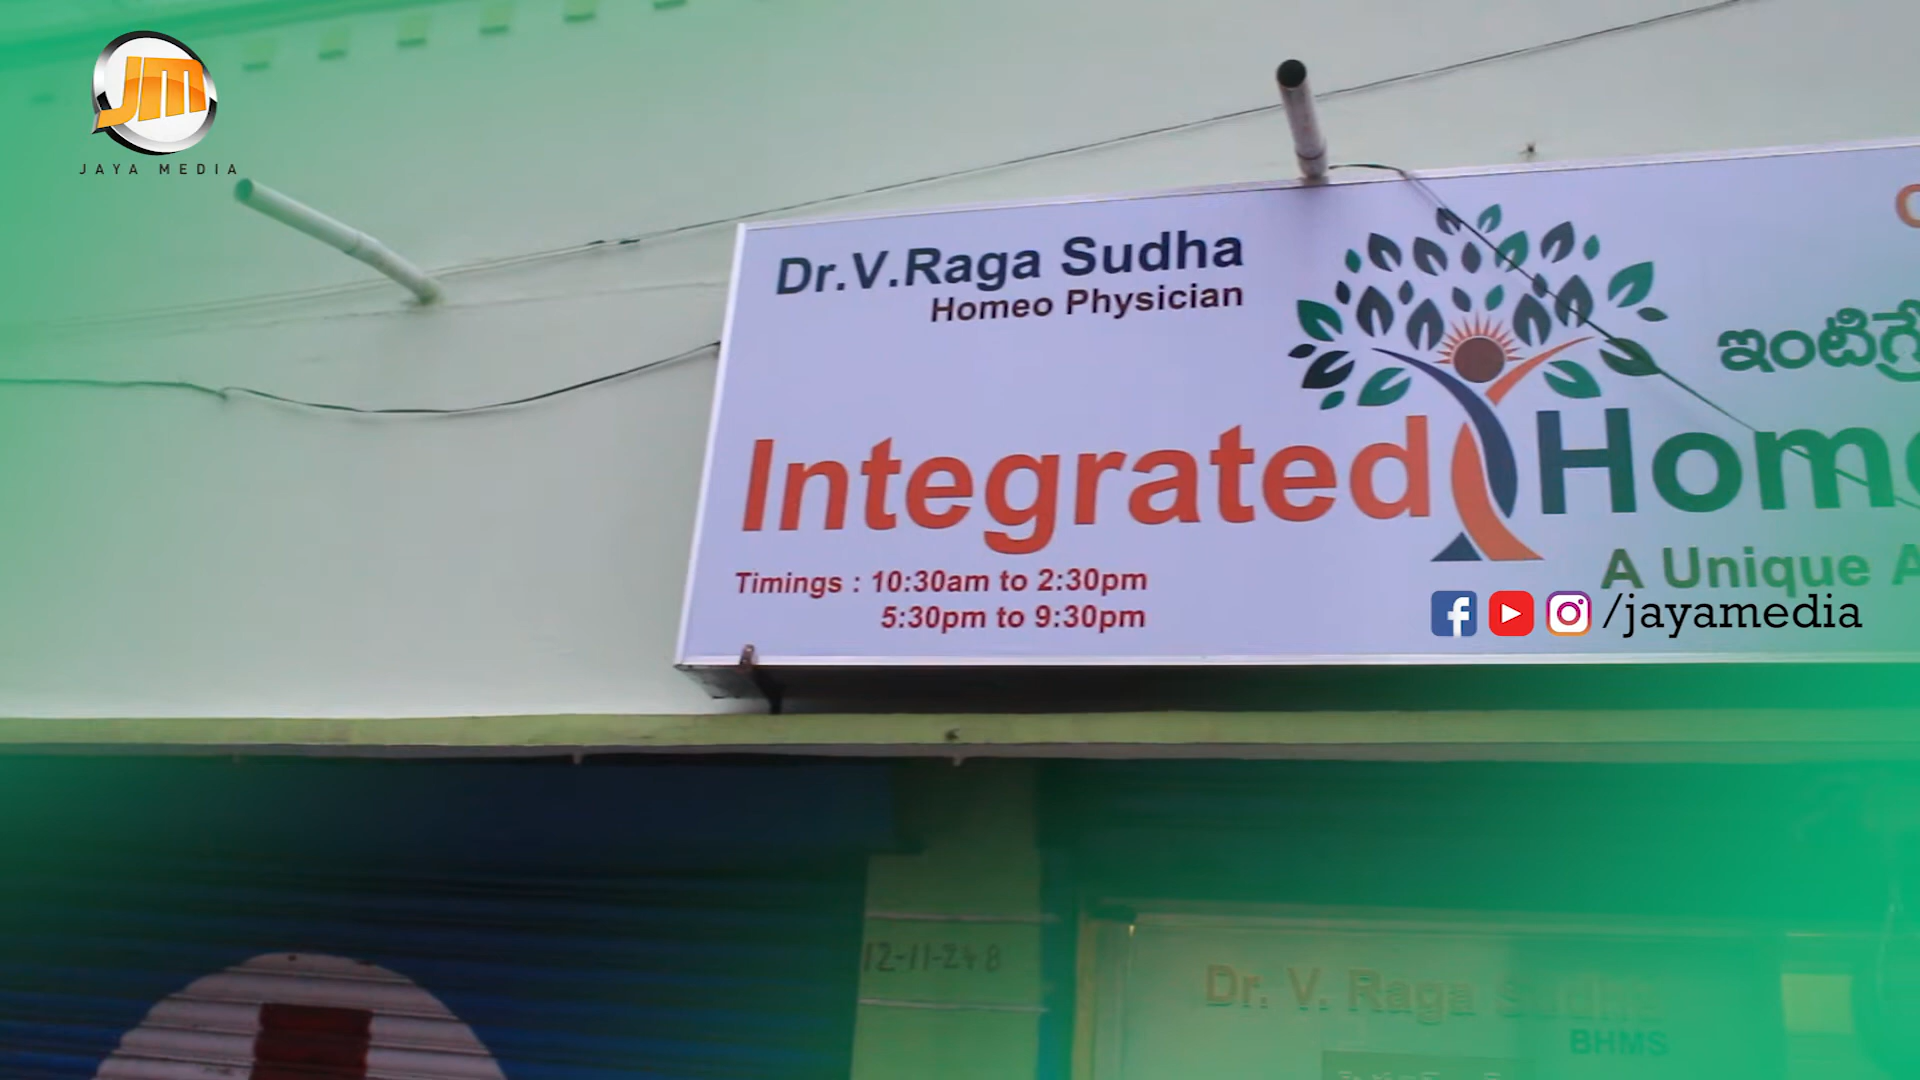 JM
JAYA MEDIA
Dr.V.Raga Sudha
Homeo Physician
Integrated Home
Timings : 10:30am to 2:30pm
5:30pm to 9:30pm
A Unique
/jayamedia
12-11-248
Dr. V. Raga Sudha
BHMS